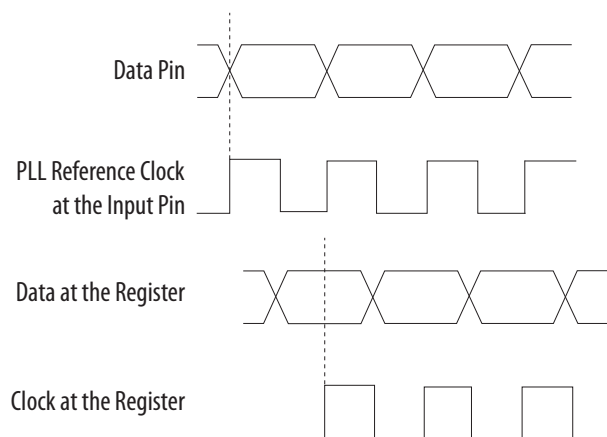 Data Pin
PLL Reference Clock
at the Input Pin
Data at the Register
Clock at the Register